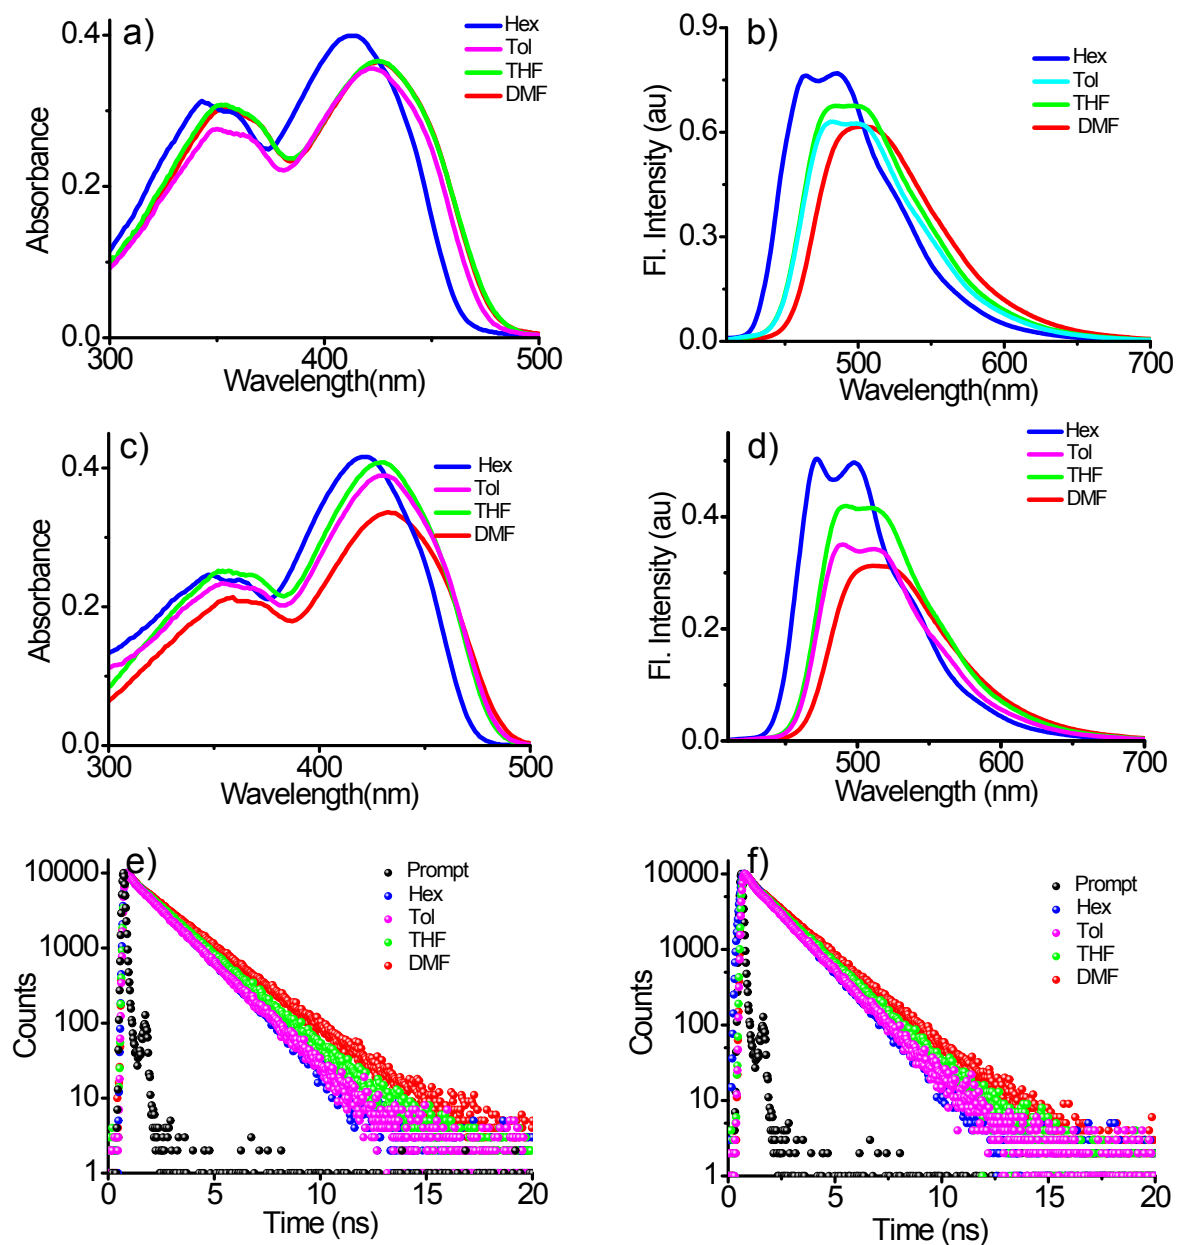 a)
Hex
Tol
THF
DMF
Absorbance
0.4
0.2
0.0
300
400
500
Wavelength(nm)
b)
Hex
Tol
THF
DMF
Fl. Intensity (au)
0.9
0.6
0.3
0.0
500
600
700
Wavelength(nm)
c)
Hex
Tol
THF
DMF
Absorbance
0.4
0.2
0.0
300
400
500
Wavelength(nm)
d)
Hex
Tol
THF
DMF
Fl. Intensity (au)
0.4
0.2
0.0
500
600
700
Wavelength (nm)
e)
Prompt
Hex
Tol
THF
DMF
Counts
10000
1000
100
10
1
0
5
10
15
20
Time (ns)
f)
Prompt
Hex
Tol
THF
DMF
Counts
10000
1000
100
10
1
0
5
10
15
20
Time (ns)